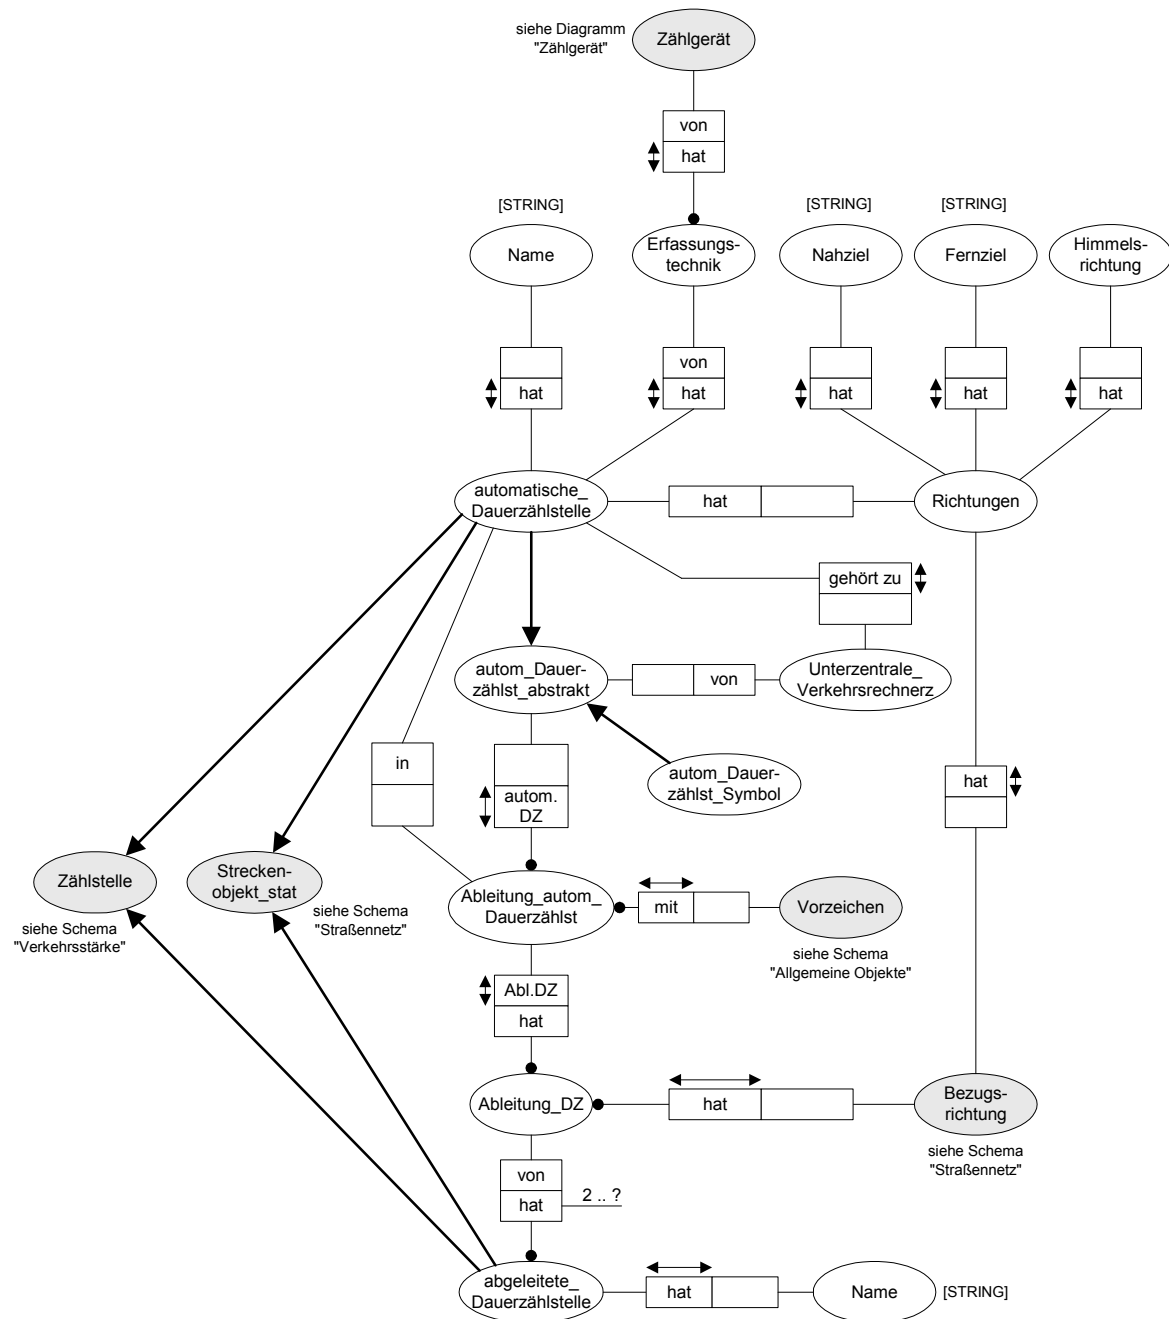 siehe Diagramm
"Zählgerät"
Zählgerät
von
hat
[STRING]
[STRING]
[STRING]
Name
Erfassungs-
technik
Nahziel
Fernziel
Himmels-
richtung
von
hat
hat
hat
hat
hat
automatische_
Dauerzählstelle
hat
Richtungen
gehört zu
autom_Dauer-
zählst_abstrakt
von
Unterzentrale_
Verkehrsrechnerz
in
autom_Dauer-
zählst_Symbol
hat
autom.
DZ
Zählstelle
siehe Schema
"Verkehrsstärke"
Strecken-
objekt_stat
siehe Schema
"Straßennetz"
Ableitung_autom_
Dauerzählst
mit
Vorzeichen
siehe Schema
"Allgemeine Objekte"
Abl.DZ
hat
Ableitung_DZ
hat
Bezugs-
richtung
siehe Schema
"Straßennetz"
von
hat
2 .. ?
abgeleitete_
Dauerzählstelle
hat
Name
[STRING]